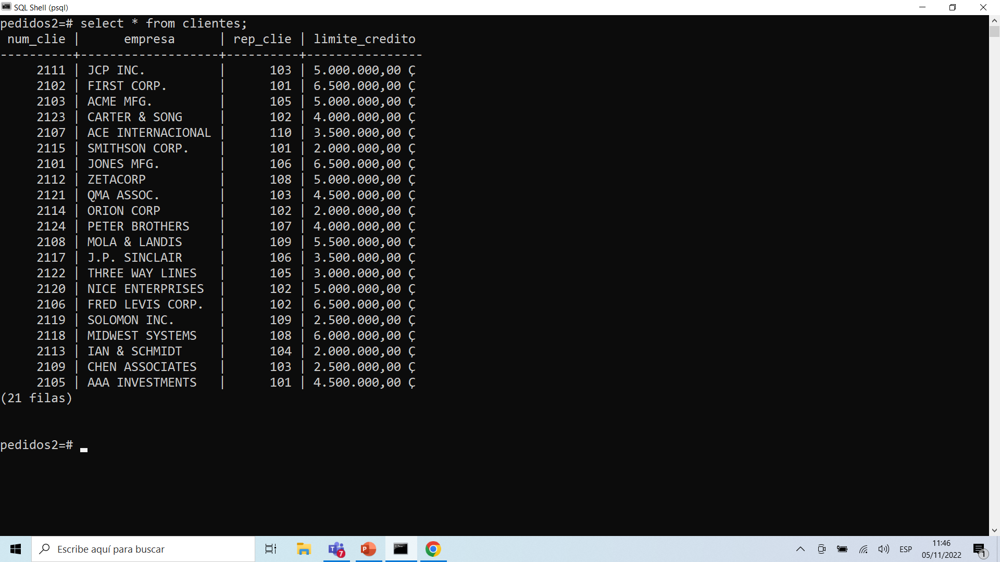 SQL Shell (psql)
pedidos2=# select * from clientes;
 num_clie |      empresa      | rep_clie | limite_credito
----------+-------------------+----------+----------------
     2111 | JCP INC.          |      103 | 5.000.000,00 Ç
     2102 | FIRST CORP.       |      101 | 6.500.000,00 Ç
     2103 | ACME MFG.         |      105 | 5.000.000,00 Ç
     2123 | CARTER & SONG     |      102 | 4.000.000,00 Ç
     2107 | ACE INTERNACIONAL |      110 | 3.500.000,00 Ç
     2115 | SMITHSON CORP.    |      101 | 2.000.000,00 Ç
     2101 | JONES MFG.        |      106 | 6.500.000,00 Ç
     2112 | ZETACORP          |      108 | 5.000.000,00 Ç
     2121 | QMA ASSOC.        |      103 | 4.500.000,00 Ç
     2114 | ORION CORP        |      102 | 2.000.000,00 Ç
     2124 | PETER BROTHERS    |      107 | 4.000.000,00 Ç
     2108 | MOLA & LANDIS     |      109 | 5.500.000,00 Ç
     2117 | J.P. SINCLAIR     |      106 | 3.500.000,00 Ç
     2122 | THREE WAY LINES   |      105 | 3.000.000,00 Ç
     2120 | NICE ENTERPRISES  |      102 | 5.000.000,00 Ç
     2106 | FRED LEVIS CORP.  |      102 | 6.500.000,00 Ç
     2119 | SOLOMON INC.      |      109 | 2.500.000,00 Ç
     2118 | MIDWEST SYSTEMS   |      108 | 6.000.000,00 Ç
     2113 | IAN & SCHMIDT     |      104 | 2.000.000,00 Ç
     2109 | CHEN ASSOCIATES   |      103 | 2.500.000,00 Ç
     2105 | AAA INVESTMENTS   |      101 | 4.500.000,00 Ç
(21 filas)
pedidos2=#
Escribe aquí para buscar
T 7
P
ESP
11:46
05/11/2022
1